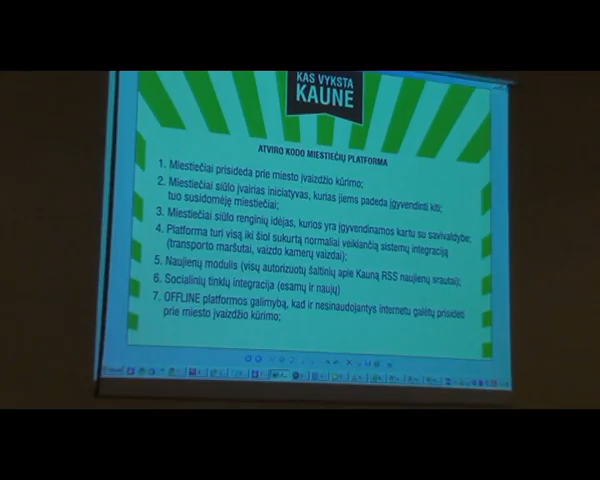 KAS VYKSTA
KAUNE
ATVIRO KODO MIESTIEČIŲ PLATFORMA
1. Miestiečiai prisideda prie miesto įvaizdžio kūrimo;
2. Miestiečiai siūlo įvairias iniciatyvas, kurias jiems padeda įgyvendinti kiti;
tuo susidomėję miestiečiai;
3. Miestiečiai siūlo renginių idėjas, kurios yra įgyvendinamos kartu su savivaldybe;
4. Platforma turi visą iki šiol sukurtą normaliai veikiančią sistemų integraciją
(transporto maršrutai, vaizdo kamerų vaizdai);
5. Naujienų modulis (visų autorizuotų šaltinių apie Kauną RSS naujienų srautai);
6. Socialinių tinklų integracija (esamų ir naujų)
7. OFFLINE platformos galimybą, kad ir nesinaudojantys internetu galėtų prisidėti
prie miesto įvaizdžio kūrimo;